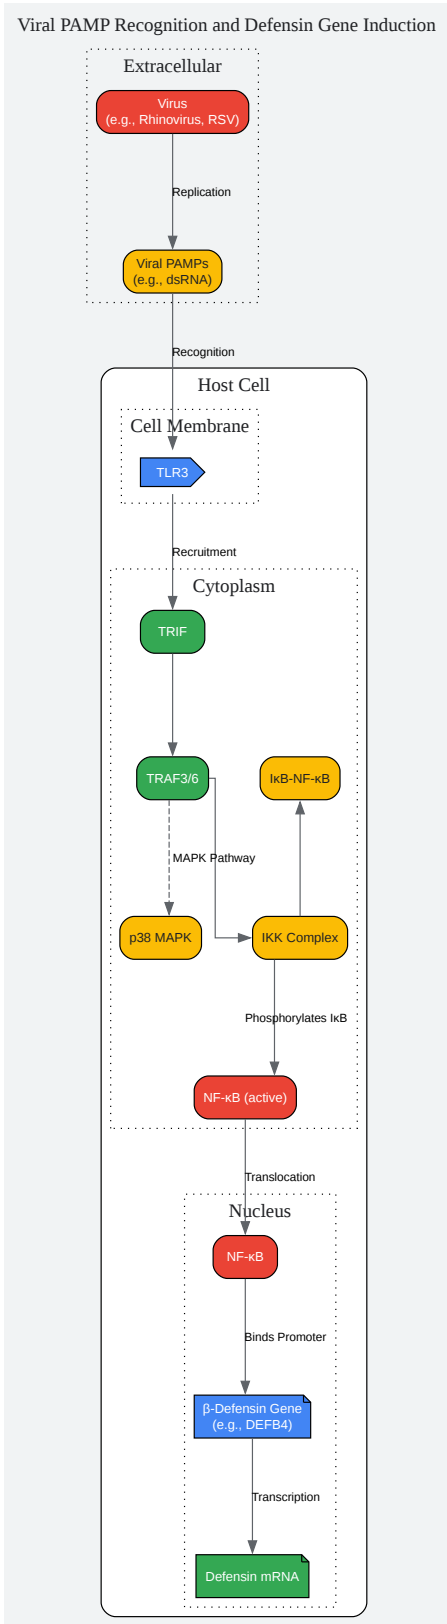 Viral PAMP Recognition and Defensin Gene Induction
Extracellular
Virus
(e.g., Rhinovirus, RSV)
Replication
Viral PAMPs
(e.g., dsRNA)
Recognition
Host Cell
Cell Membrane
TLR3
Recruitment
Cytoplasm
TRIF
TRAF3/6
IκB-NF-κB
MAPK Pathway
p38 MAPK
IKK Complex
Phosphorylates IκB
NF-κB (active)
Translocation
Nucleus
NF-κB
Binds Promoter
β-Defensin Gene
(e.g., DEFB4)
Transcription
Defensin mRNA